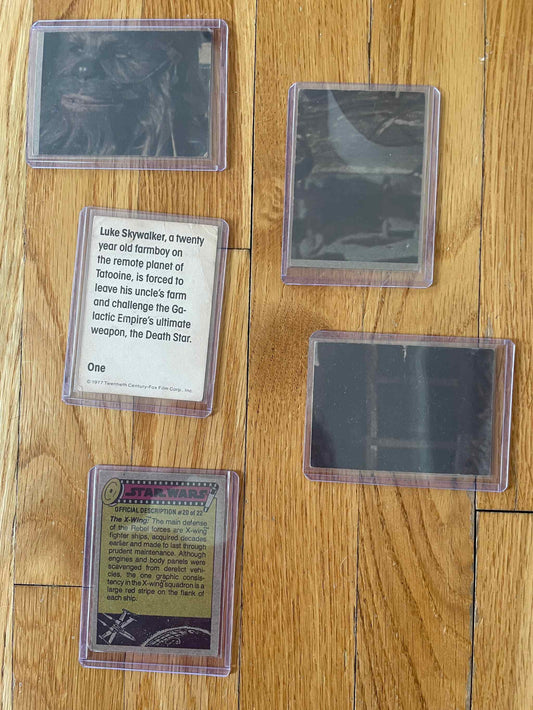 Luke Skywalker, a twenty
year old farmboy on
the remote planet of
Tatooine, is forced to
leave his uncle's farm
and challenge the Ga-
lactic Empire's ultimate
weapon, the Death Star.
One
© 1977 Twentieth Century-Fox Film Corp., Inc.
STAR WARS
OFFICIAL DESCRIPTION #20 of 22
The X-Wing: The main defense
of the Rebel forces are X-wing
fighter ships, acquired decades
earlier and made to last through
prudent maintenance. Although
engines and body panels were
scavenged from derelict vehi-
cles, the one graphic consis-
tency in the X-wing squadron is a
large red stripe on the flank of
each ship.